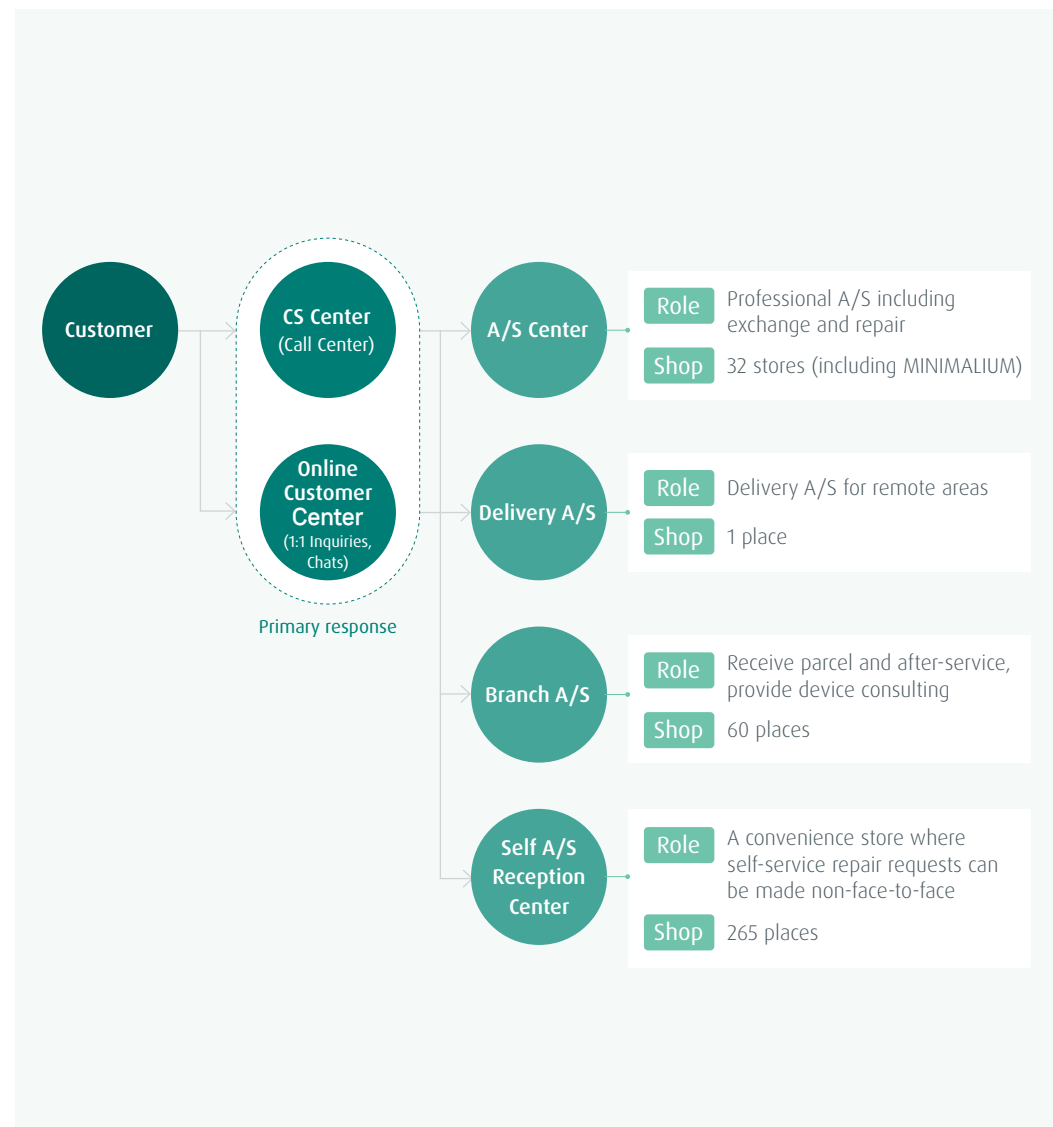 Customer
CS Center
(Call Center)
Online
Customer
Center
(1:1 Inquiries,
Chats)
Primary response
A/S Center
Role
Professional A/S including
exchange and repair
Shop
32 stores (including MINIMALIUM)
Delivery A/S
Role
Delivery A/S for remote areas
Shop
1 place
Branch A/S
Role
Receive parcel and after-service,
provide device consulting
Shop
60 places
Self A/S
Reception
Center
Role
A convenience store where
self-service repair requests can
be made non-face-to-face
Shop
265 places